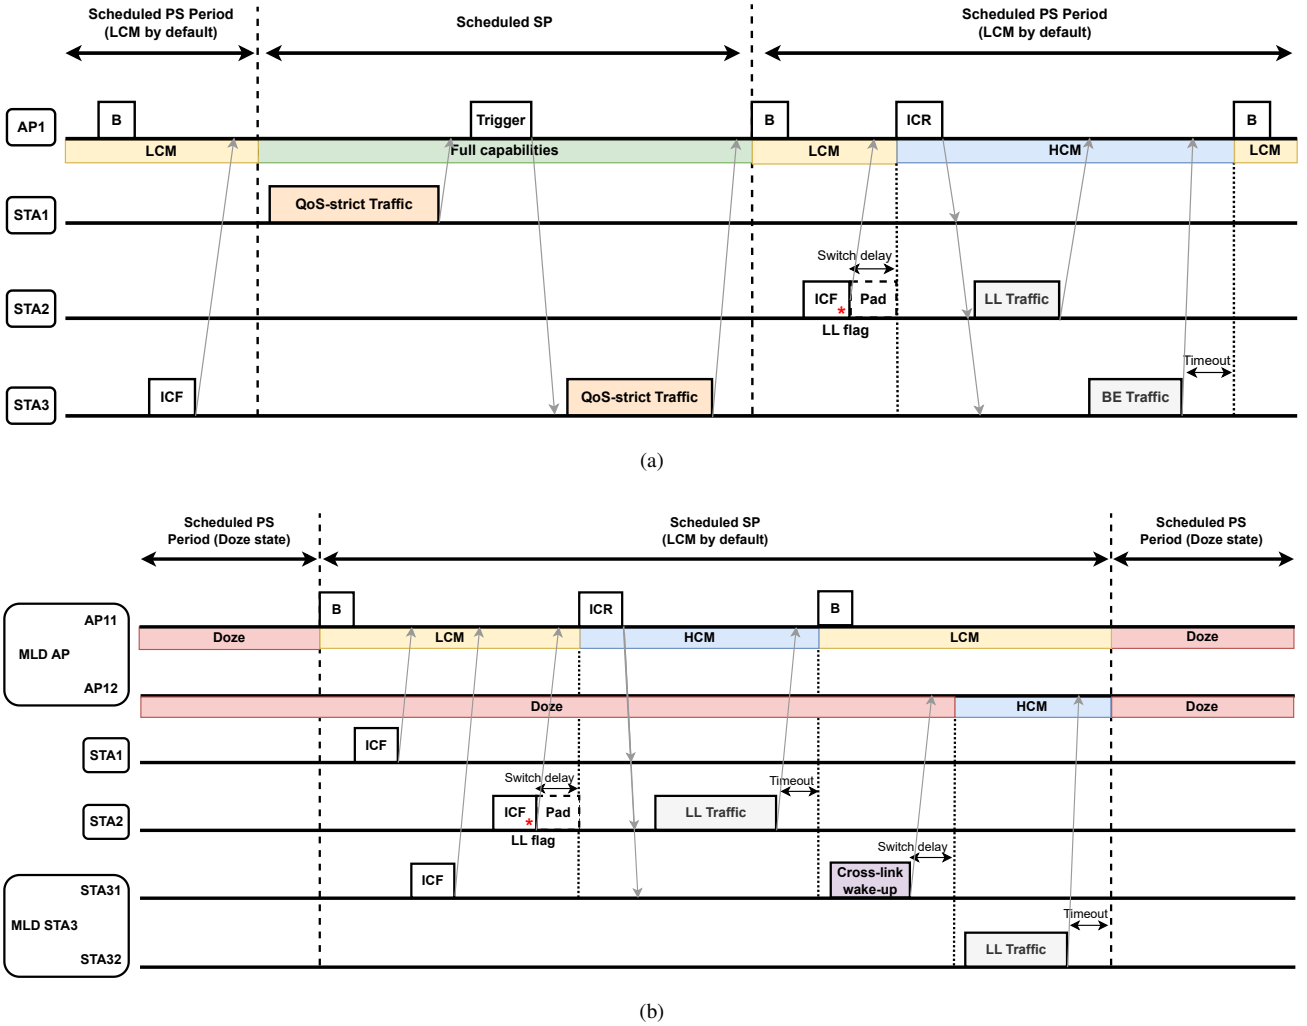 Scheduled PS Period
(LCM by default)
Scheduled SP
Scheduled PS Period
(LCM by default)
AP1
B
Trigger
B
ICR
B
LCM
Full capabilities
LCM
HCM
LCM
STA1
QoS-strict Traffic
Switch delay
STA2
ICF
*
Pad
LL Traffic
LL flag
Timeout
STA3
ICF
QoS-strict Traffic
BE Traffic
(a)
Scheduled PS
Period (Doze state)
Scheduled SP
(LCM by default)
Scheduled PS
Period (Doze state)
MLD AP
AP11
B
ICR
B
Doze
LCM
HCM
LCM
Doze
AP12
Doze
HCM
Doze
STA1
ICF
Switch delay
Timeout
STA2
ICF
*
Pad
LL Traffic
LL flag
Switch delay
MLD STA3
STA31
ICF
Cross-link
wake-up
Timeout
STA32
LL Traffic
(b)